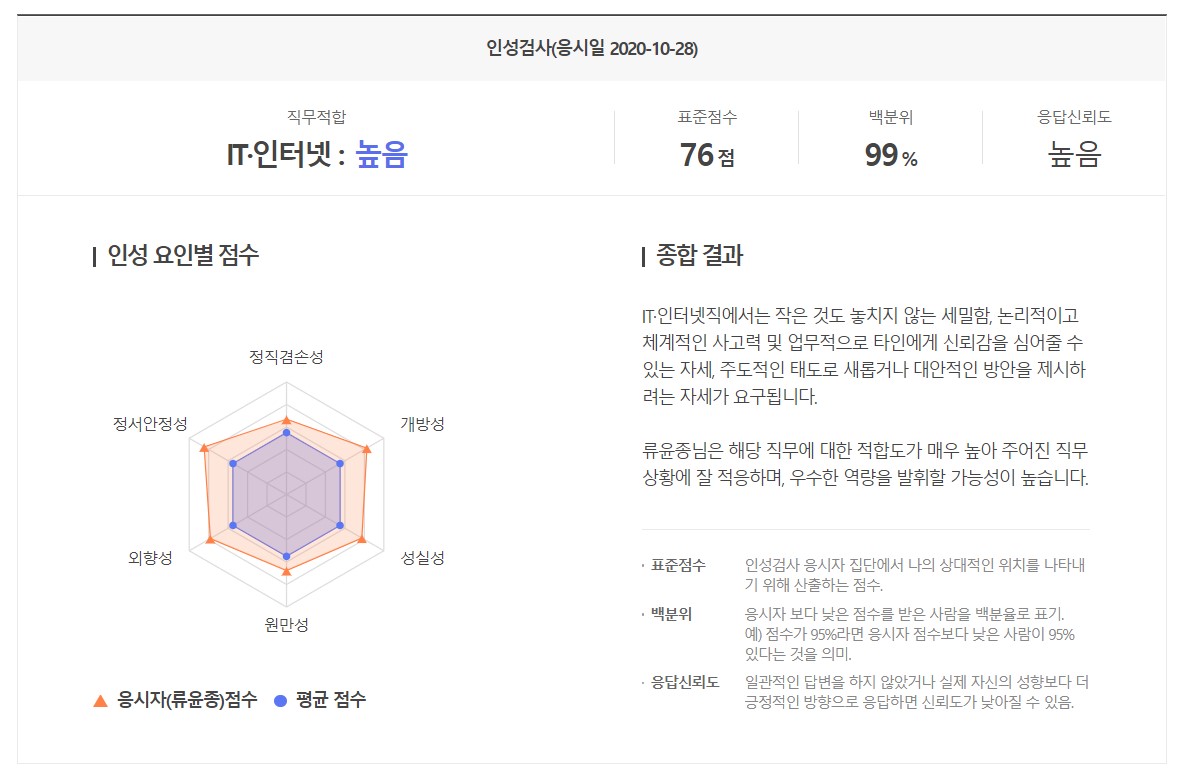 인성검사(응시일 2020-10-28)
직무적합
IT·인터넷 : 높음
표준점수
76 점
백분위
99 %
응답신뢰도
높음
인성 요인별 점수
정직겸손성
정서안정성
개방성
외향성
성실성
원만성
응시자(류윤종)점수
평균 점수
종합 결과
IT·인터넷직에서는 작은 것도 놓치지 않는 세밀함, 논리적이고
체계적인 사고력 및 업무적으로 타인에게 신뢰감을 심어줄 수
있는 자세, 주도적인 태도로 새롭거나 대안적인 방안을 제시하
려는 자세가 요구됩니다.
류윤종님은 해당 직무에 대한 적합도가 매우 높아 주어진 직무
상황에 잘 적응하며, 우수한 역량을 발휘할 가능성이 높습니다.
· 표준점수 인성검사 응시자 집단에서 나의 상대적인 위치를 나타내
기 위해 산출하는 점수.
· 백분위 응시자 보다 낮은 점수를 받은 사람을 백분율로 표기.
예) 점수가 95%라면 응시자 점수보다 낮은 사람이 95%
있다는 것을 의미.
· 응답신뢰도 일관적인 답변을 하지 않았거나 실제 자신의 성향보다 더
긍정적인 방향으로 응답하면 신뢰도가 낮아질 수 있음.